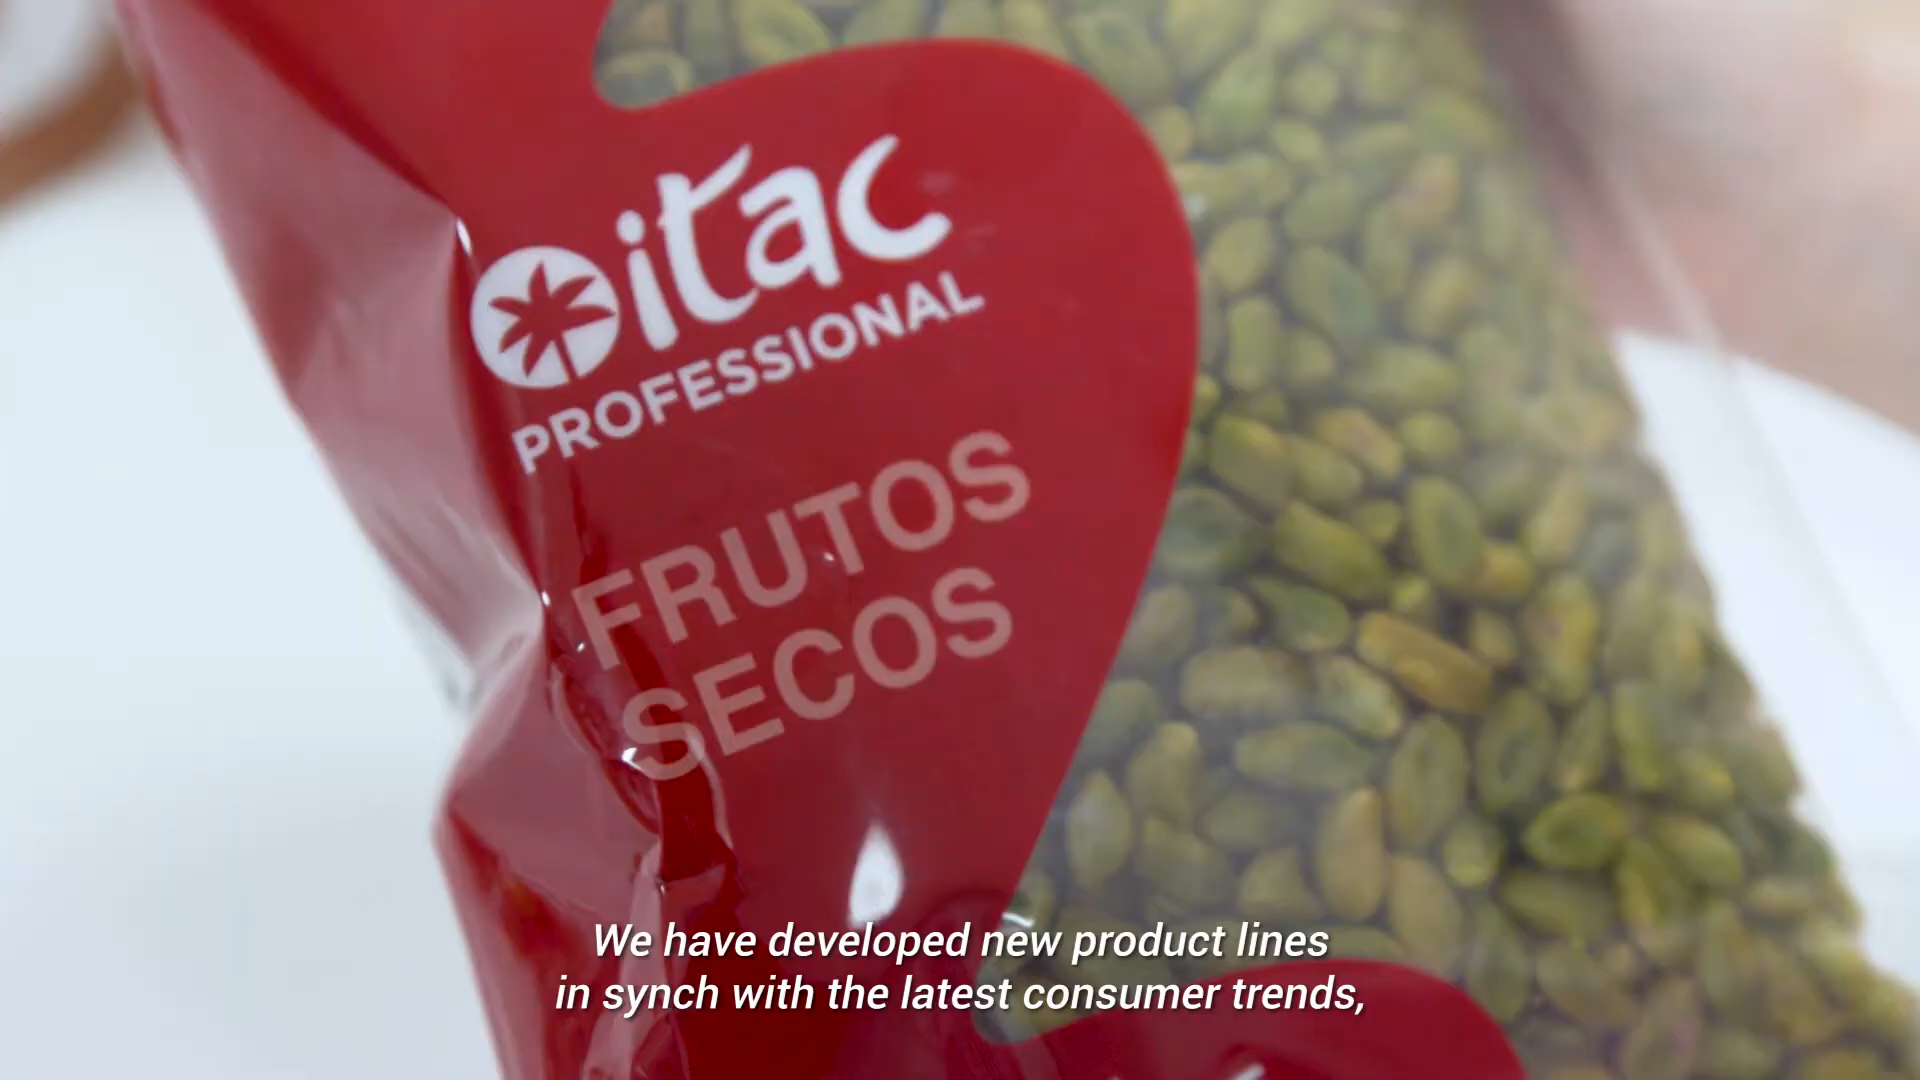 itac
PROFESSIONAL
FRUTOS
SECOS
We have developed new product lines
in synch with the latest consumer trends,